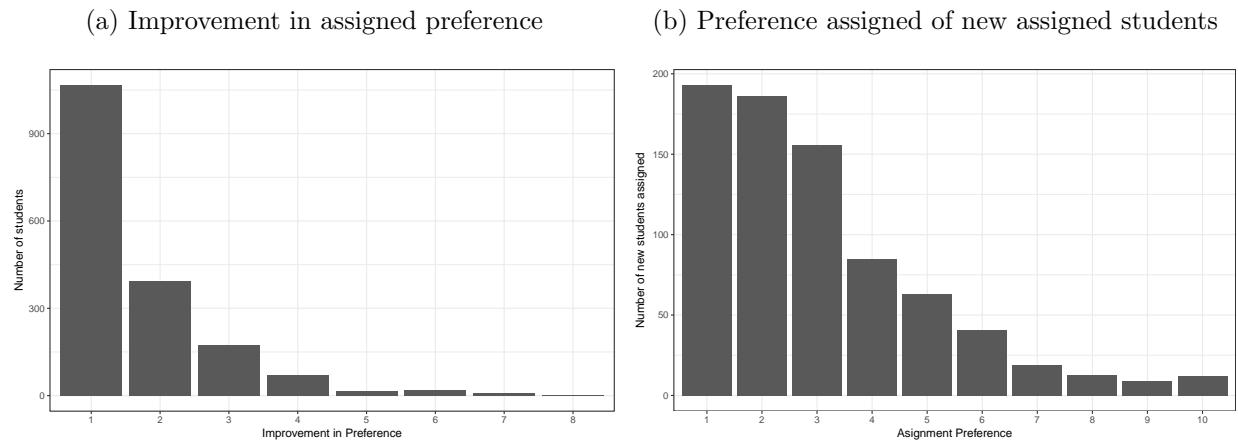 (a) Improvement in assigned preference
900
600
300
0
Number of students
1 2 3 4 5 6 7 8
Improvement in Preference
(b) Preference assigned of new assigned students
200
150
100
50
0
Number of new students assigned
1 2 3 4 5 6 7 8 9 10
Asignment Preference